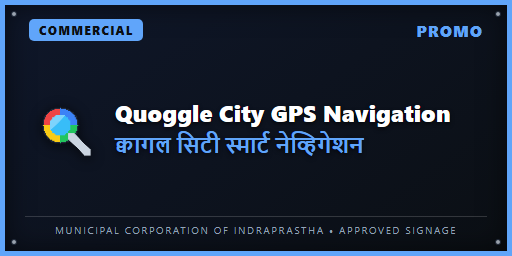 COMMERCIAL
PROMO
Quoggle City GPS Navigation
क्वागल सिटी स्मार्ट नेव्हिगेशन
MUNICIPAL CORPORATION OF INDRAPRASTHA • APPROVED SIGNAGE